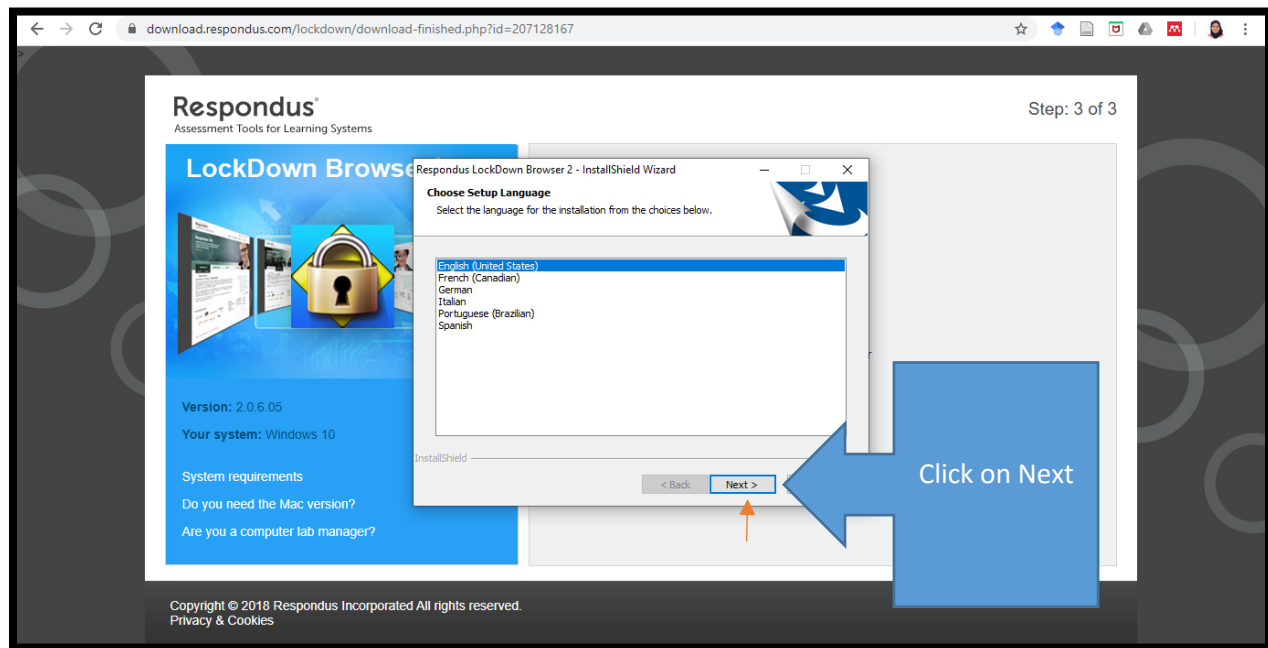 download.respondus.com/lockdown/download-finished.php?id=207128167
>
Respondus®
Assessment Tools for Learning Systems
Step: 3 of 3
LockDown Browse
Respondus LockDown Browser 2 - InstallShield Wizard
Choose Setup Language
Select the language for the installation from the choices below.
English (United States)
French (Canadian)
German
Italian
Portuguese (Brazilian)
Spanish
InstallShield
< Back
Next >
Click on Next
Version: 2.0.6.05
Your system: Windows 10
System requirements
Do you need the Mac version?
Are you a computer lab manager?
Copyright © 2018 Respondus Incorporated All rights reserved.
Privacy & Cookies